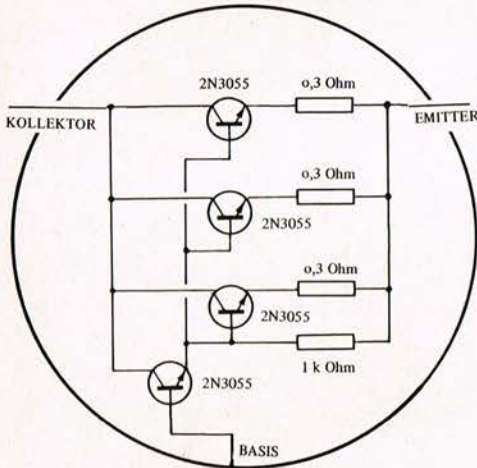 2N3055
o,3 Ohm
KOLLEKTOR
EMITTER
o,3 Ohm
2N3055
o,3 Ohm
2N3055
1 k Ohm
2N3055
BASIS